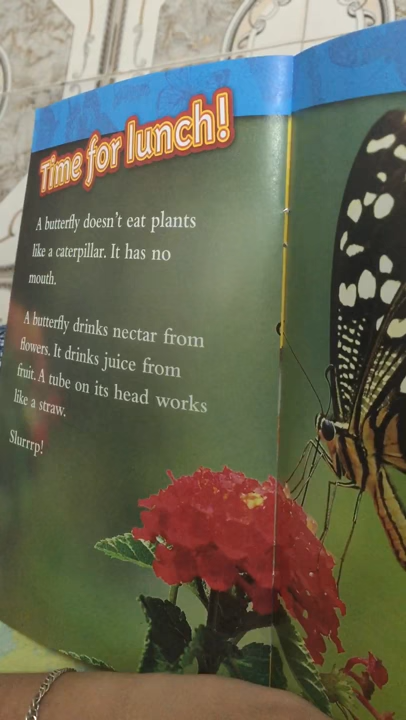 Time for lunch!
A butterfly doesn't eat plants
like a caterpillar. It has no
mouth.
A butterfly drinks nectar from
flowers. It drinks juice from
fruit. A tube on its head works
like a straw.
Slurrrp!